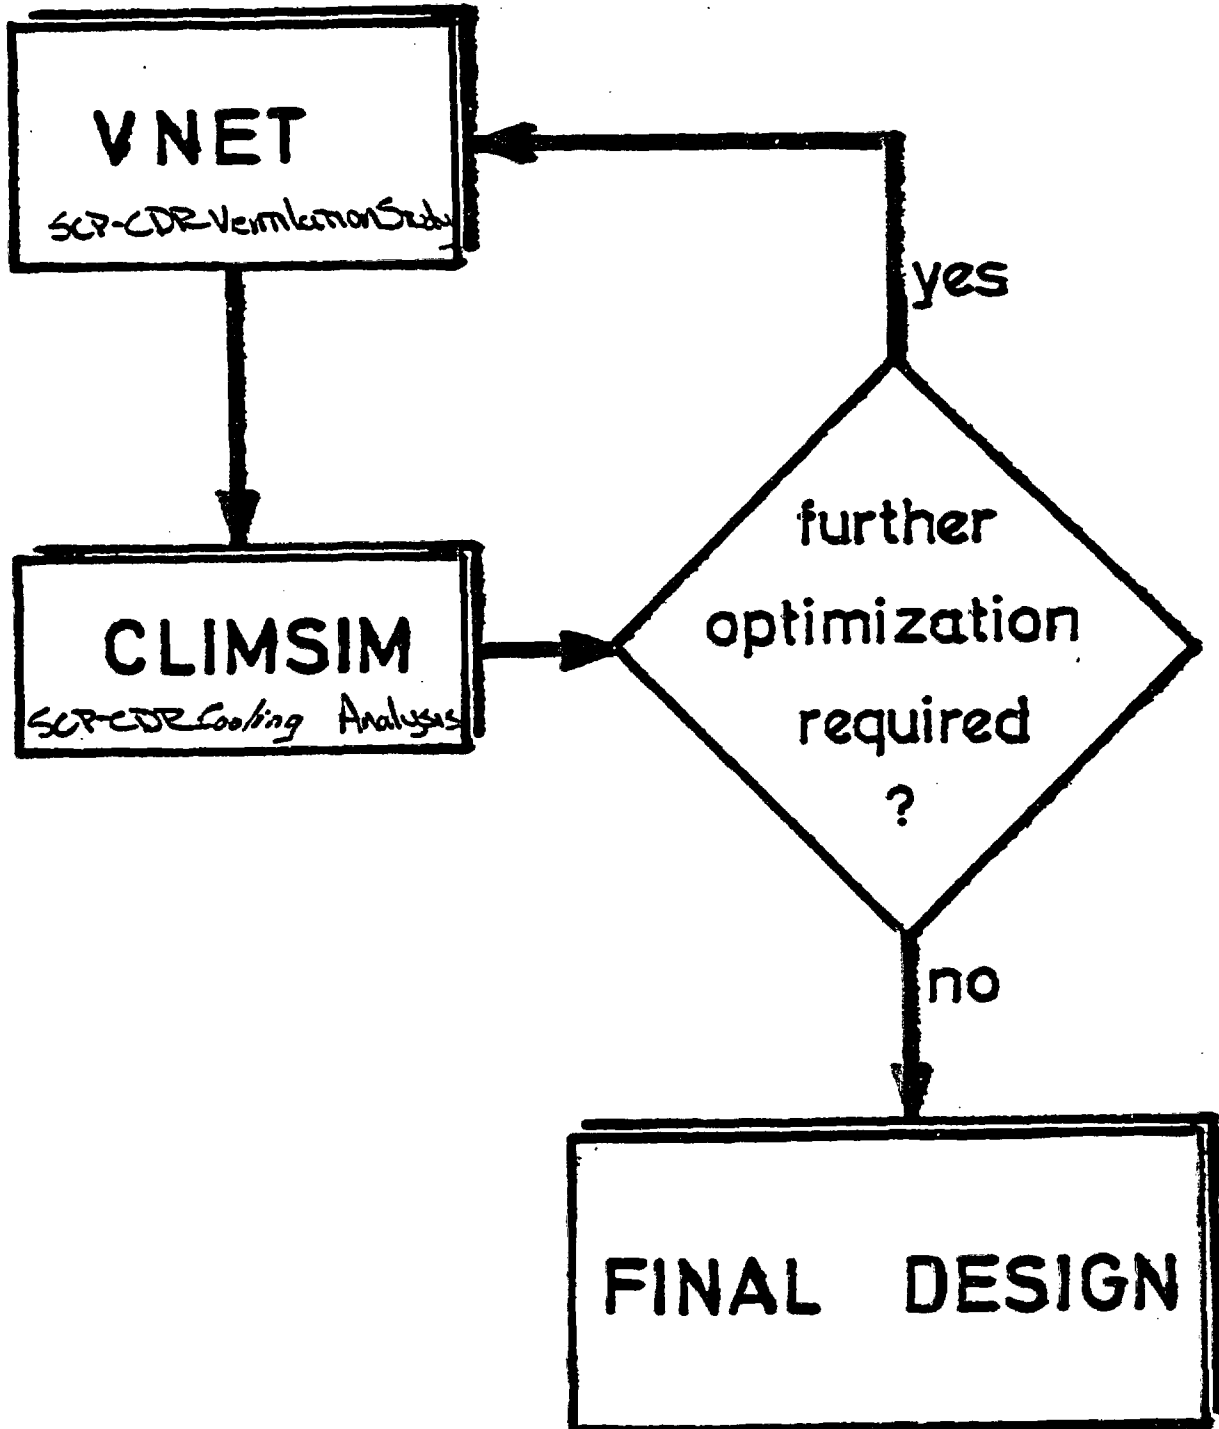 VNET
SCP-CDR Ventilation Study
yes
further
optimization
required
?
CLIMSIM
SCP-CDR Cooling Analysis
no
FINAL DESIGN